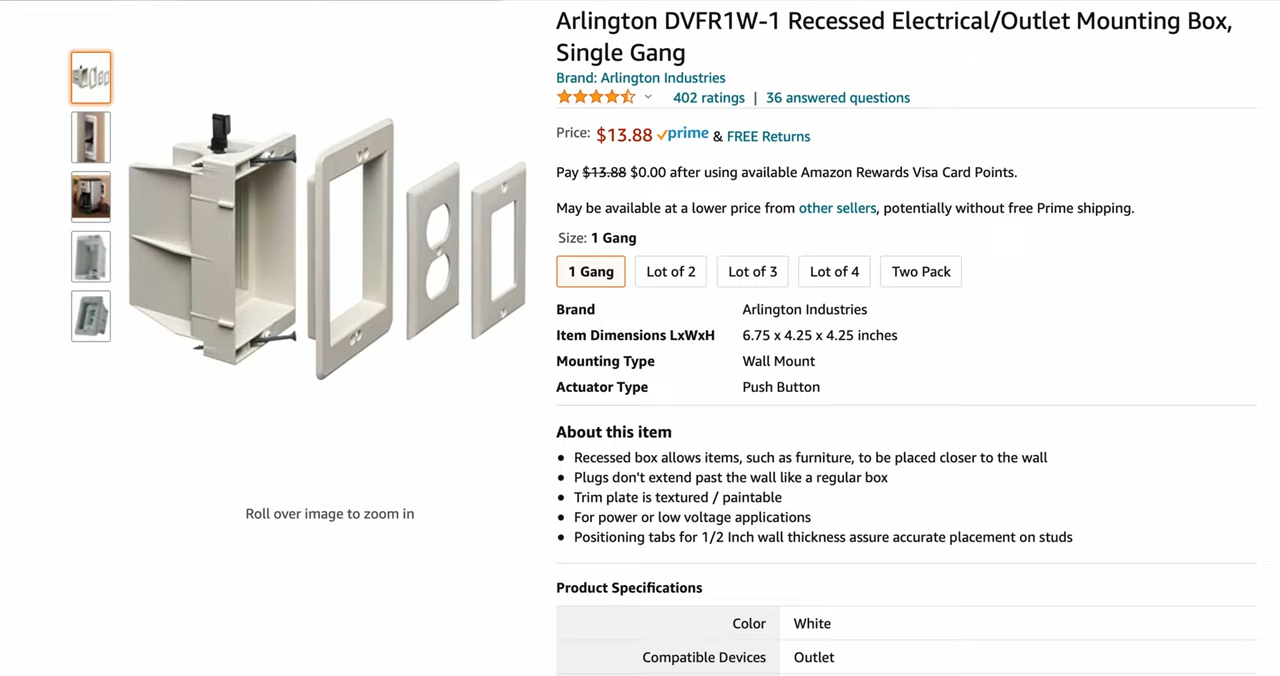 Arlington DVFR1W-1 Recessed Electrical/Outlet Mounting Box,
Single Gang
Brand: Arlington Industries
402 ratings | 36 answered questions
Price: $13.88 prime & FREE Returns
Pay $13.88 $0.00 after using available Amazon Rewards Visa Card Points.
May be available at a lower price from other sellers, potentially without free Prime shipping.
Size: 1 Gang
1 Gang Lot of 2 Lot of 3 Lot of 4 Two Pack
Brand Arlington Industries
Item Dimensions LxWxH 6.75 x 4.25 x 4.25 inches
Mounting Type Wall Mount
Actuator Type Push Button
About this item
• Recessed box allows items, such as furniture, to be placed closer to the wall
• Plugs don't extend past the wall like a regular box
• Trim plate is textured / paintable
• For power or low voltage applications
• Positioning tabs for 1/2 Inch wall thickness assure accurate placement on studs
Roll over image to zoom in
Product Specifications
Color White
Compatible Devices Outlet